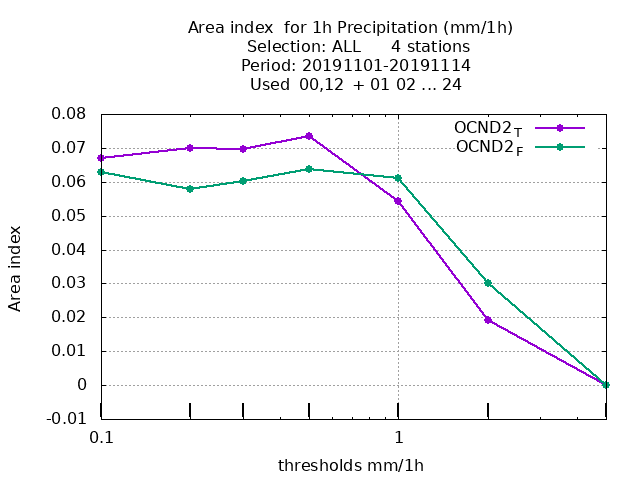 Area index for 1h Precipitation (mm/1h)
Selection: ALL 4 stations
Period: 20191101-20191114
Used 00,12 + 01 02 ... 24
OCND2_T
OCND2_F
0.08
0.07
0.06
0.05
0.04
0.03
0.02
0.01
0
-0.01
Area index
0.1
1
thresholds mm/1h